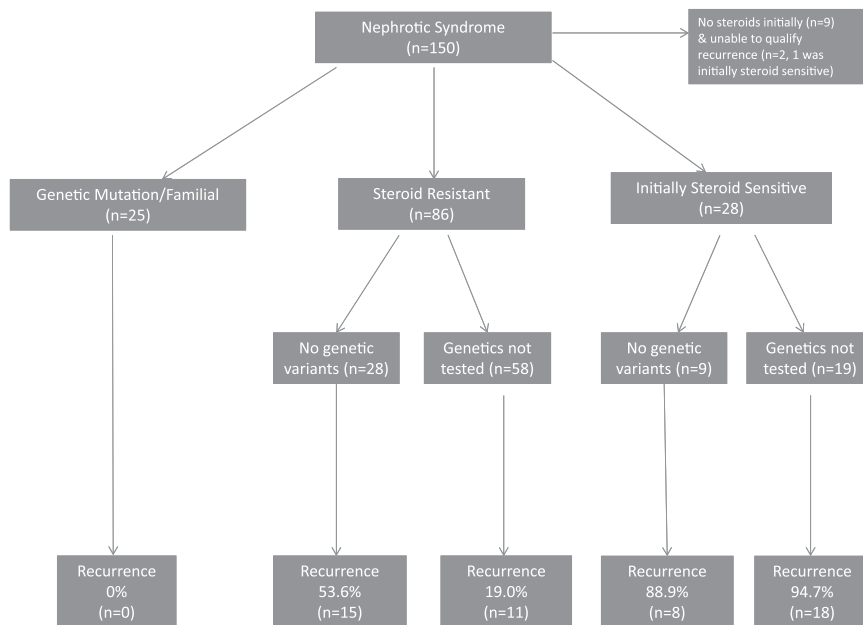 Nephrotic Syndrome
(n=150)
No steroids initially (n=9)
& unable to qualify
recurrence (n=2, 1 was
initially steroid sensitive)
Genetic Mutation/Familial
(n=25)
Steroid Resistant
(n=86)
Initially Steroid Sensitive
(n=28)
No genetic
variants (n=28)
Genetics not
tested (n=58)
No genetic
variants (n=9)
Genetics not
tested (n=19)
Recurrence
0%
(n=0)
Recurrence
53.6%
(n=15)
Recurrence
19.0%
(n=11)
Recurrence
88.9%
(n=8)
Recurrence
94.7%
(n=18)